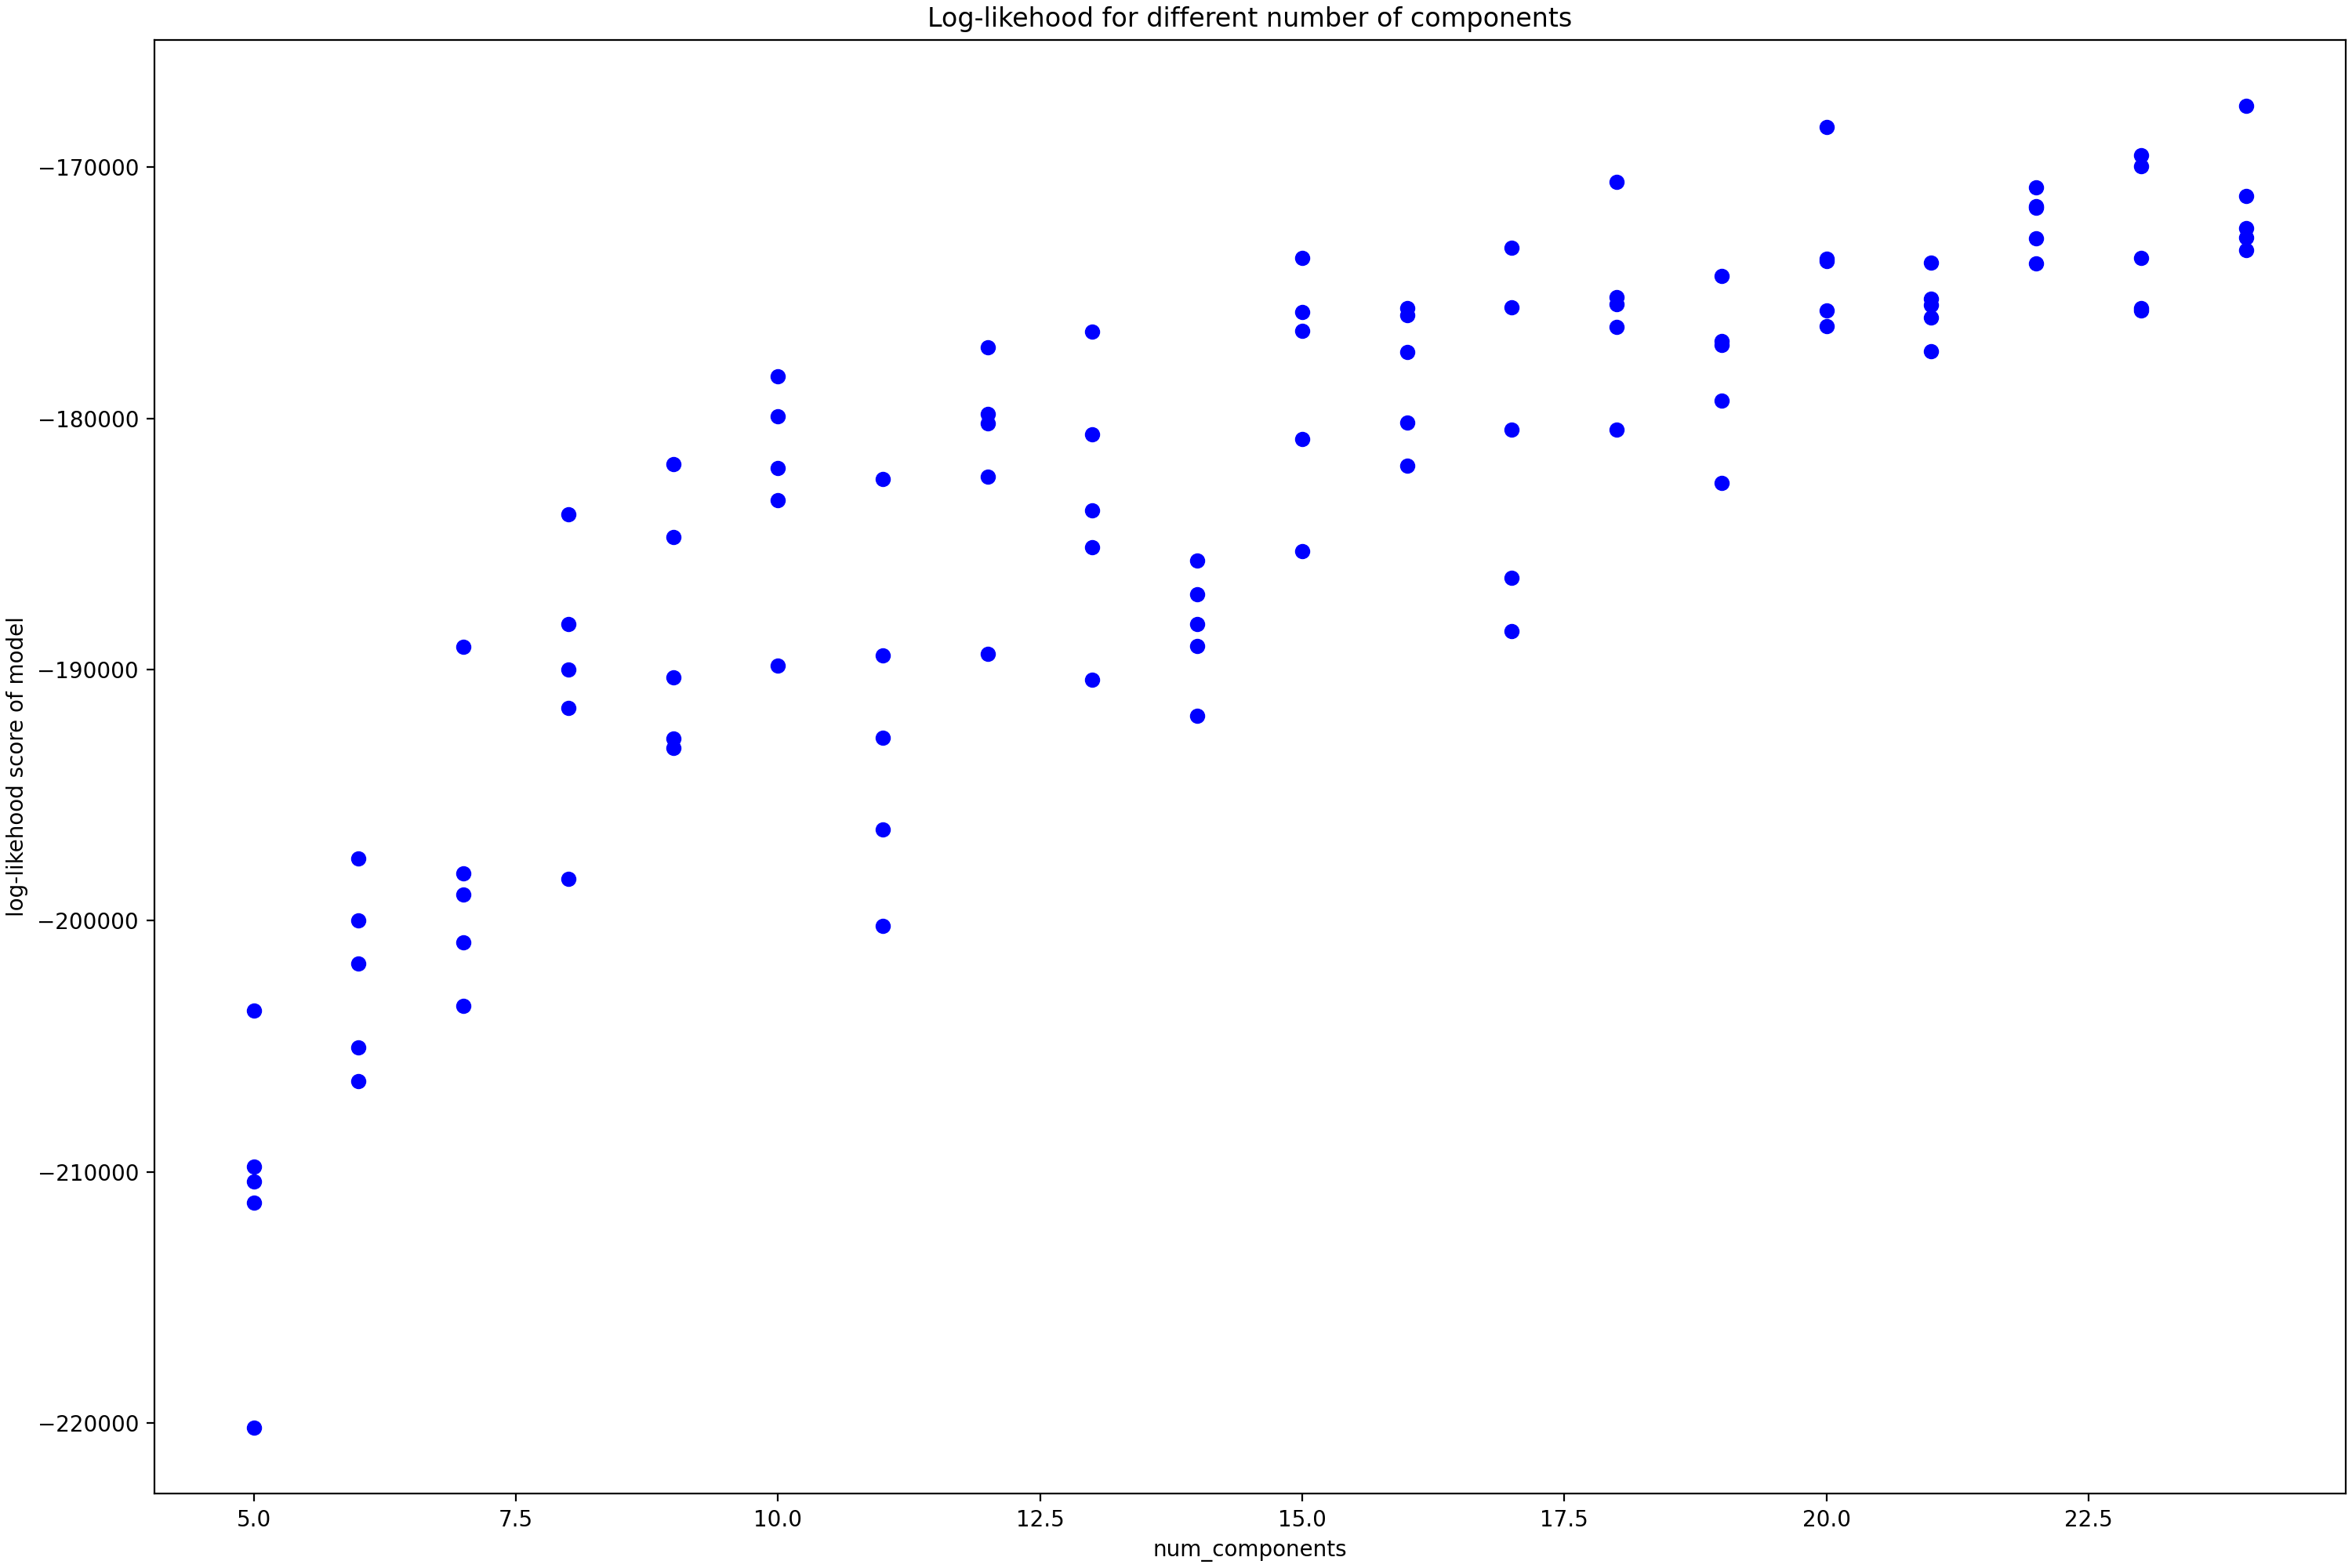 Log-likehood for different number of components
log-likehood score of model
−170000
−180000
−190000
−200000
−210000
−220000
5.0 7.5 10.0 12.5 15.0 17.5 20.0 22.5
num_components